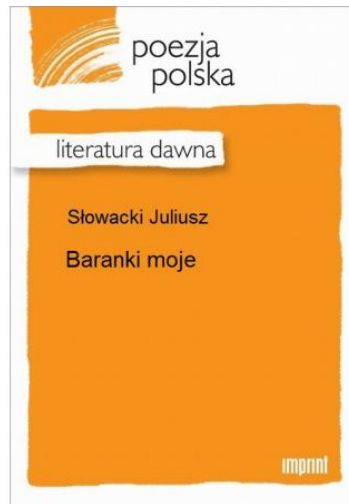 poezja
polska
literatura dawna
Słowacki Juliusz
Baranki moje
imprint